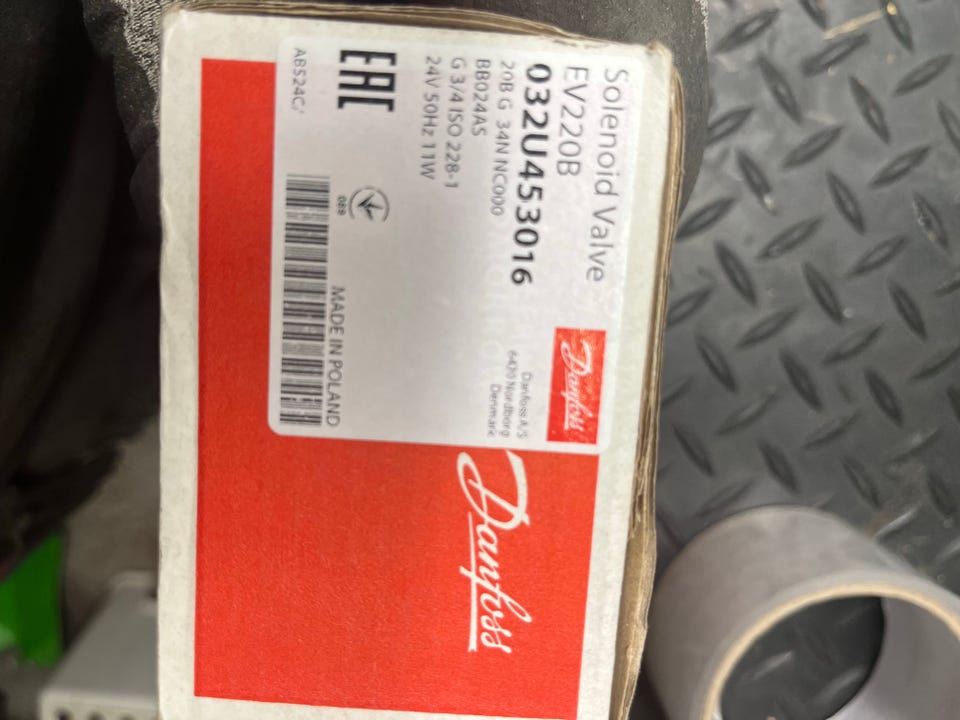 Solenoid Valve
EV220B
032U453016
20B G 34N NC000
BB024AS
G 3/4 ISO 228-1
24V 50Hz 11W
Danfoss
Danfoss A/S
6430 Nordborg
Denmark
EAC
089
MADE IN POLAND
Danfoss